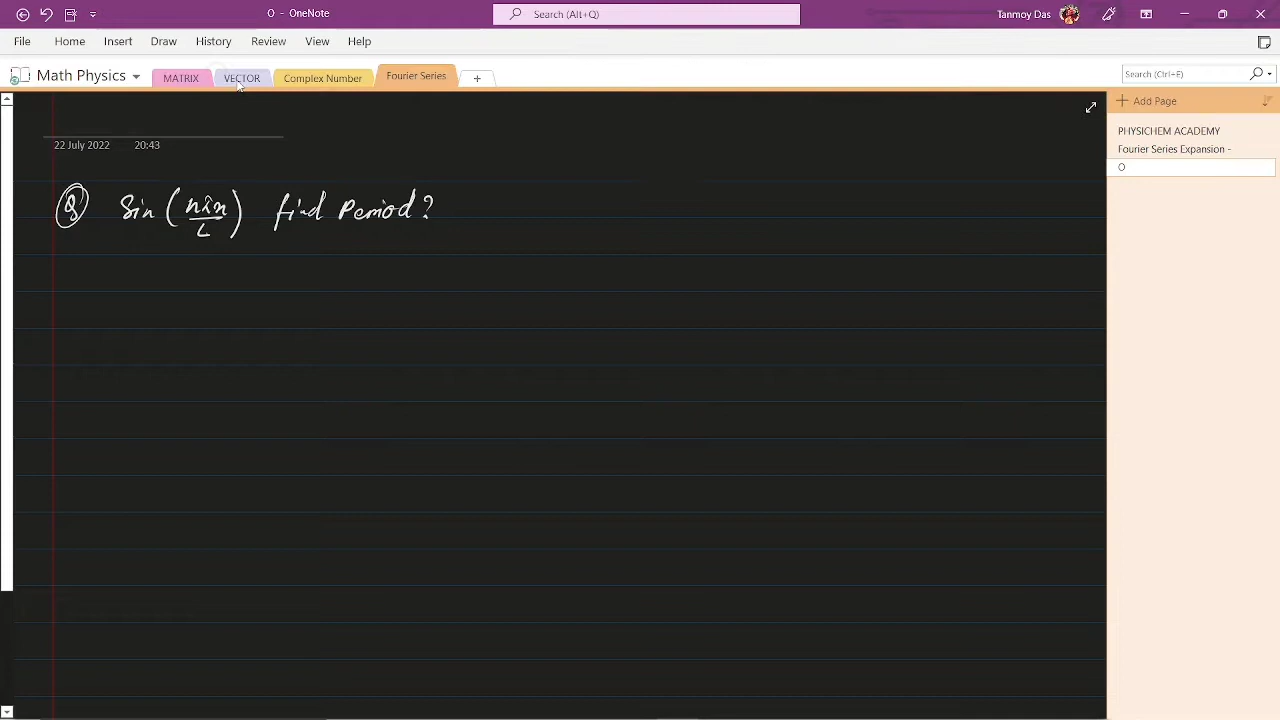 O - OneNote
Search (Alt+Q)
Tanmoy Das
File Home Insert Draw History Review View Help
Math Physics
MATRIX VECTOR Complex Number Fourier Series +
Search (Ctrl+E)
Add Page
PHYSICHEM ACADEMY
Fourier Series Expansion -
O
22 July 2022 20:43
Q Sin (nπx/L) find Period?